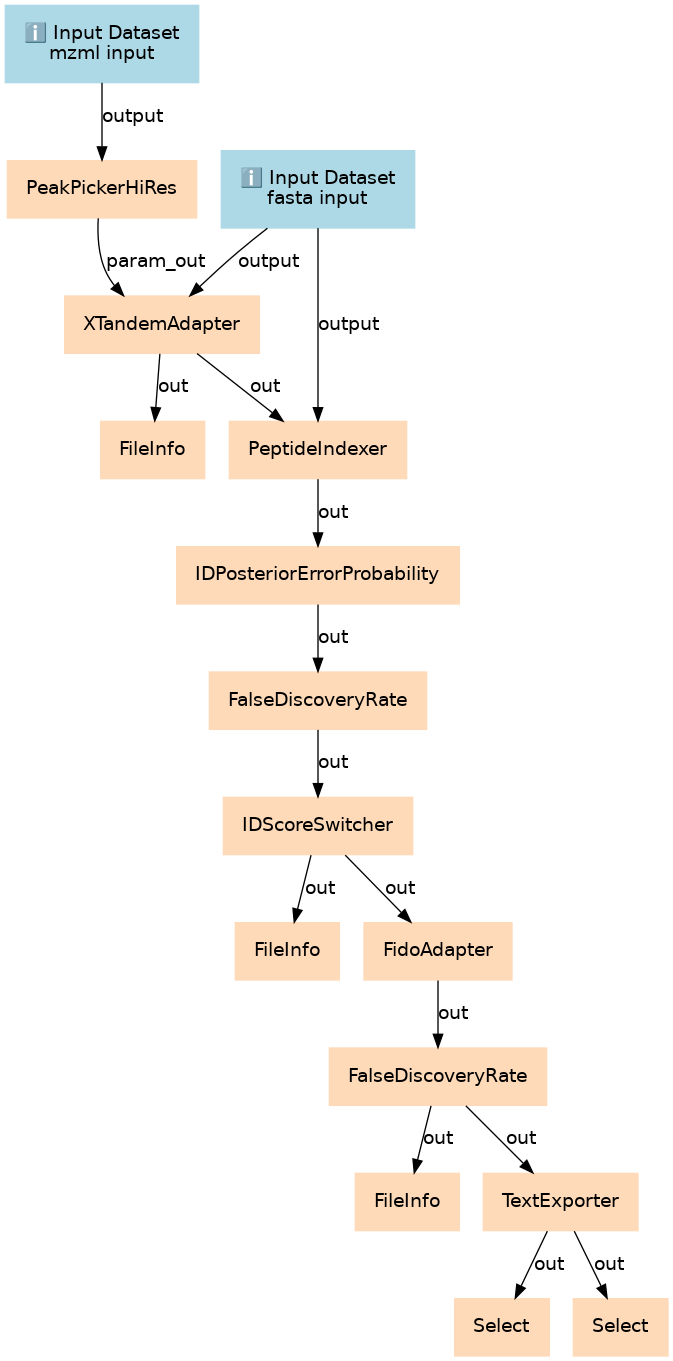 ℹ️ Input Dataset
mzml input
output
PeakPickerHiRes
ℹ️ Input Dataset
fasta input
param_out
output
output
XTandemAdapter
out
out
FileInfo
PeptideIndexer
out
IDPosteriorErrorProbability
out
FalseDiscoveryRate
out
IDScoreSwitcher
out
out
FileInfo
FidoAdapter
out
FalseDiscoveryRate
out
out
FileInfo
TextExporter
out
out
Select
Select